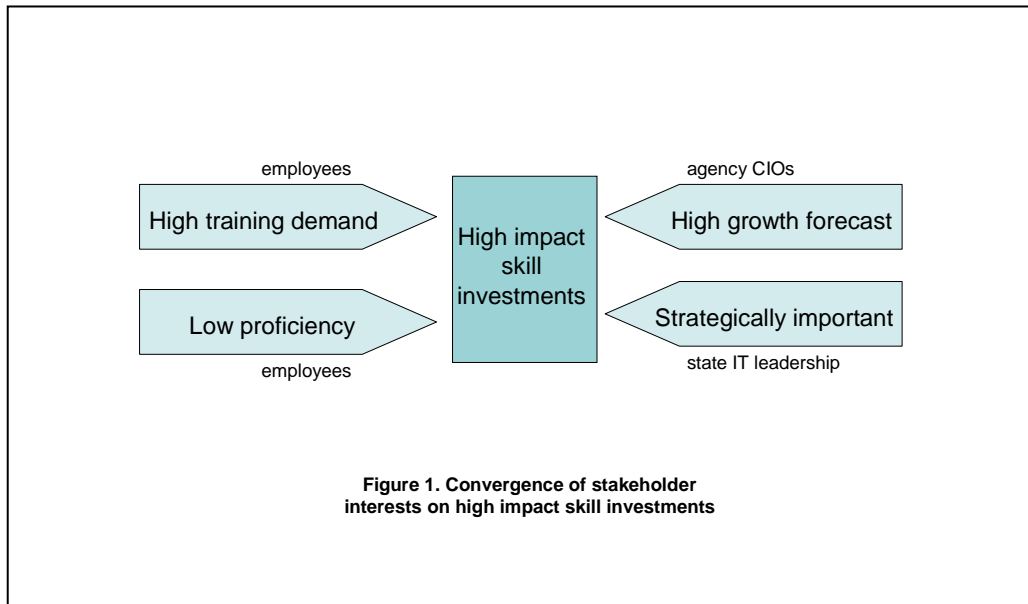 employees
High training demand
Low proficiency
employees
High impact
skill
investments
agency CIOs
High growth forecast
Strategically important
state IT leadership
Figure 1. Convergence of stakeholder
interests on high impact skill investments